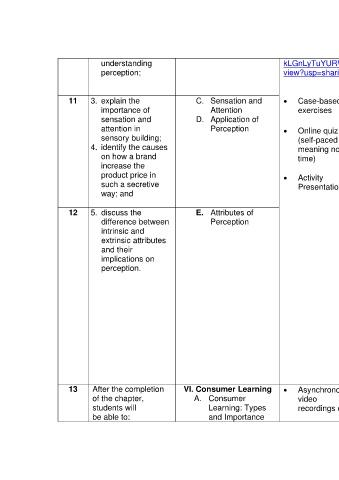 understanding
perception;
kLGnLyTuYURV
view?usp=shari
11
3. explain the
importance of
sensation and
attention in
sensory building;
4. identify the causes
on how a brand
increase the
product price in
such a secretive
way; and
C. Sensation and
Attention
D. Application of
Perception
• Case-based
exercises
• Online quiz
(self-paced
meaning no
time)
• Activity
Presentatio
12
5. discuss the
difference between
intrinsic and
extrinsic attributes
and their
implications on
perception.
E. Attributes of
Perception
13
After the completion
of the chapter,
students will
be able to:
VI. Consumer Learning
A. Consumer
Learning: Types
and Importance
• Asynchrono
video
recordings